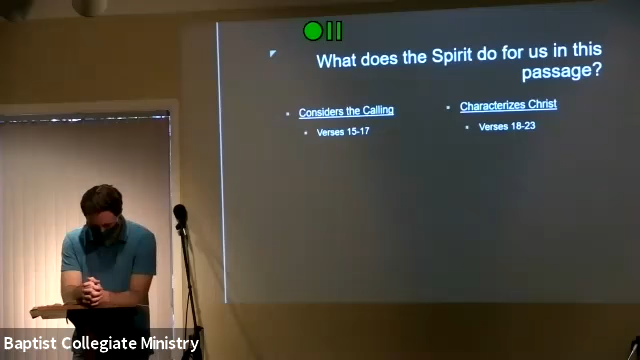 What does the Spirit do for us in this
passage?
Considers the Calling
Verses 15-17
Characterizes Christ
Verses 18-23
Baptist Collegiate Ministry